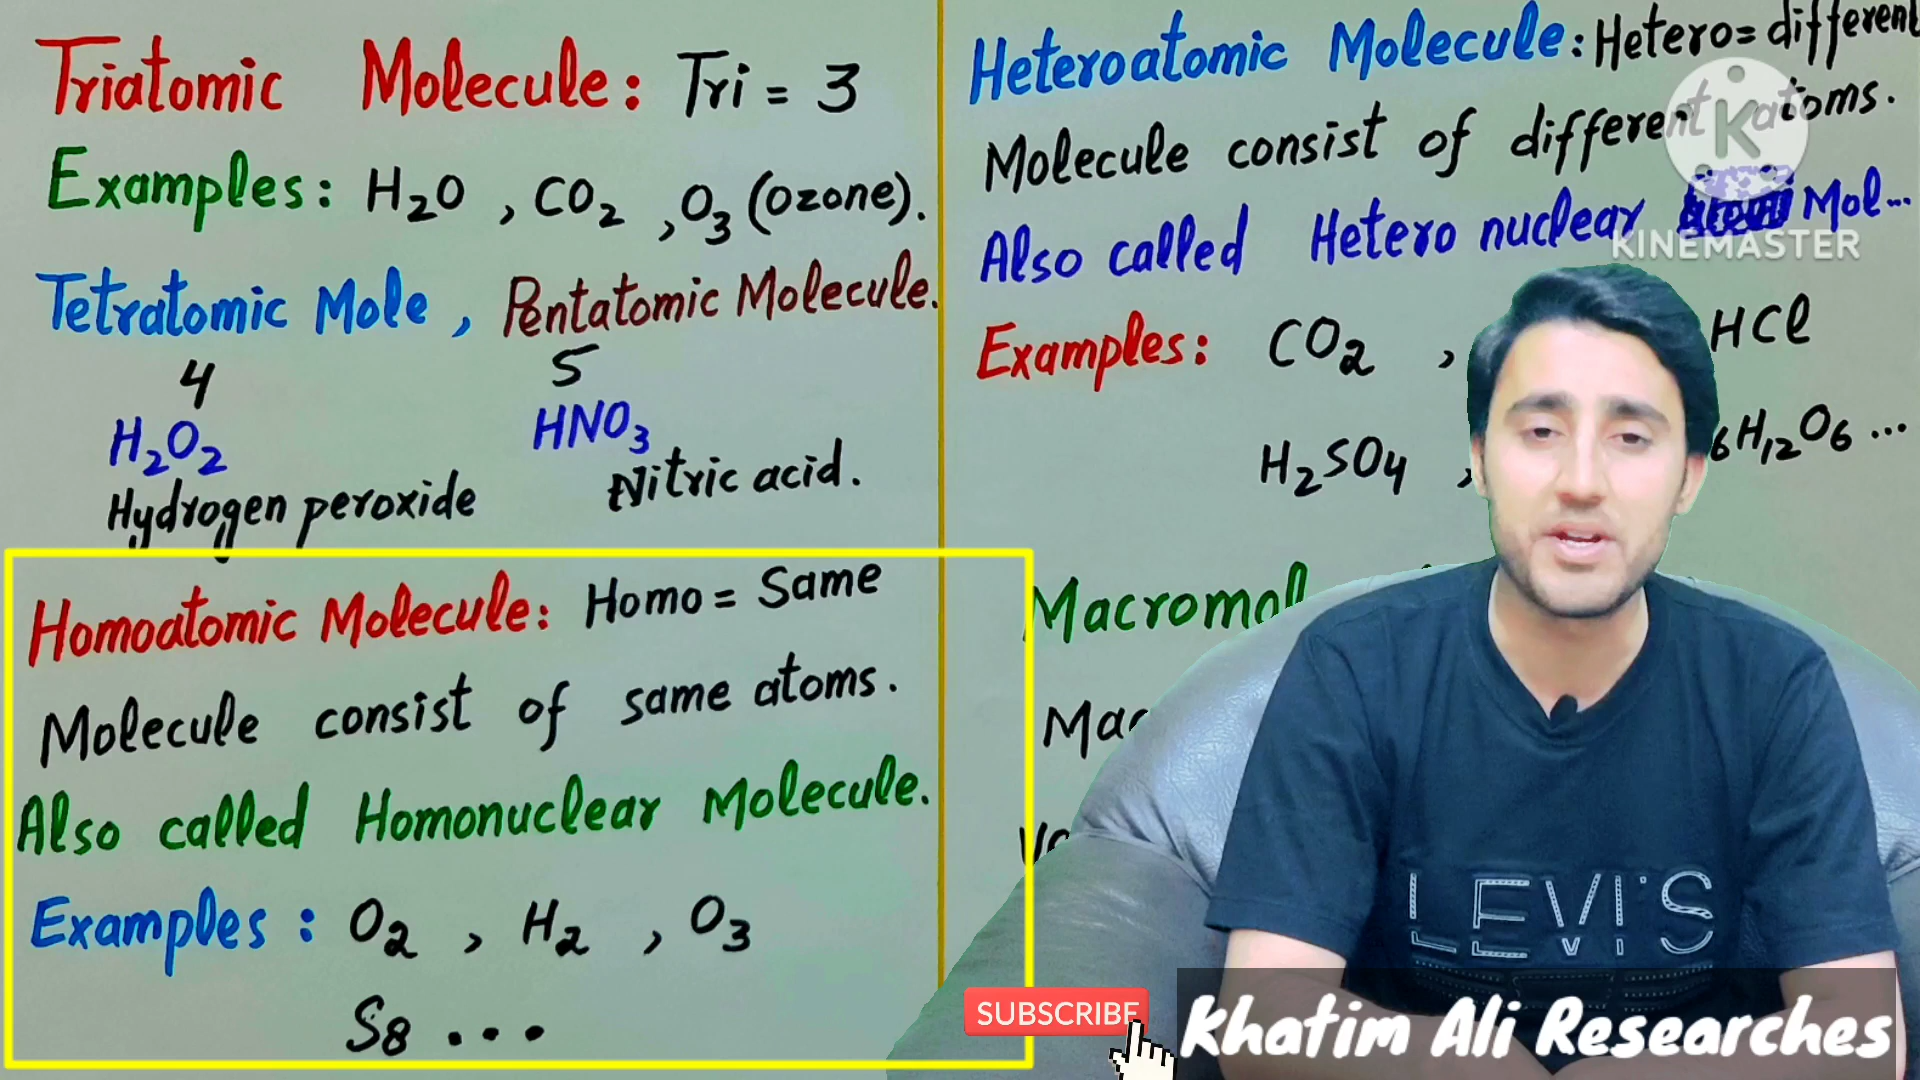 Triatomic Molecule: Tri = 3
Examples: H2O , CO2 , O3 (Ozone).
Tetratomic Mole , Pentatomic Molecule.
4 5
H2O2 HNO3
Hydrogen peroxide Nitric acid.
Homoatomic Molecule: Homo = Same
Molecule consist of same atoms.
Also called Homonuclear Molecule.
Examples : O2 , H2 , O3
S8 ...
Heteroatomic Molecule: Hetero= different
Molecule consist of different atoms.
Also called Hetero nuclear Mol...
KINEMASTER
Examples: CO2 , HCl
H2SO4 , 6H12O6 ...
LEVI'S
SUBSCRIBE
Khatim Ali Researches